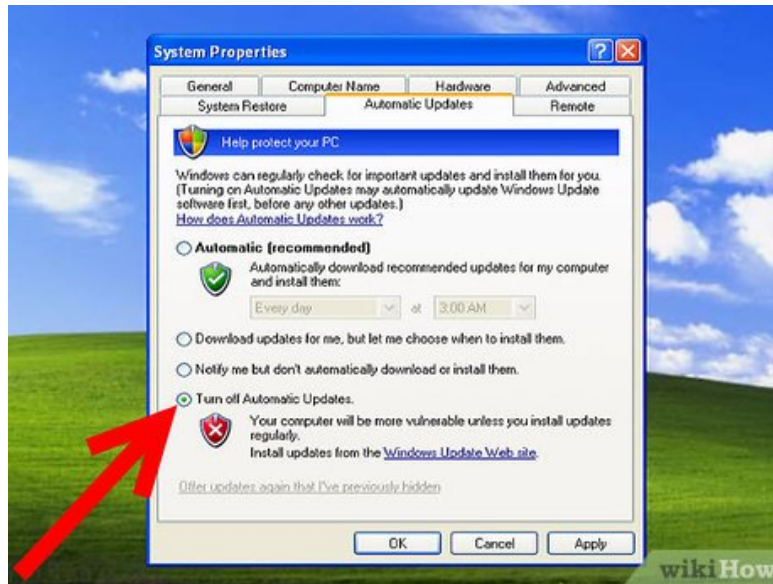 System Properties
General Computer Name Hardware Advanced
System Restore Automatic Updates Remote
Help protect your PC
Windows can regularly check for important updates and install them for you.
(Turning on Automatic Updates may automatically update Windows Update
software first, before any other updates.)
How does Automatic Updates work?
Automatic (recommended)
Automatically download recommended updates for my computer
and install them:
Every day at 3:00 AM
Download updates for me, but let me choose when to install them.
Notify me but don't automatically download or install them.
Turn off Automatic Updates.
Your computer will be more vulnerable unless you install updates
regularly.
Install updates from the Windows Update Web site.
Offer updates again that I've previously hidden
OK Cancel Apply
wikiHow